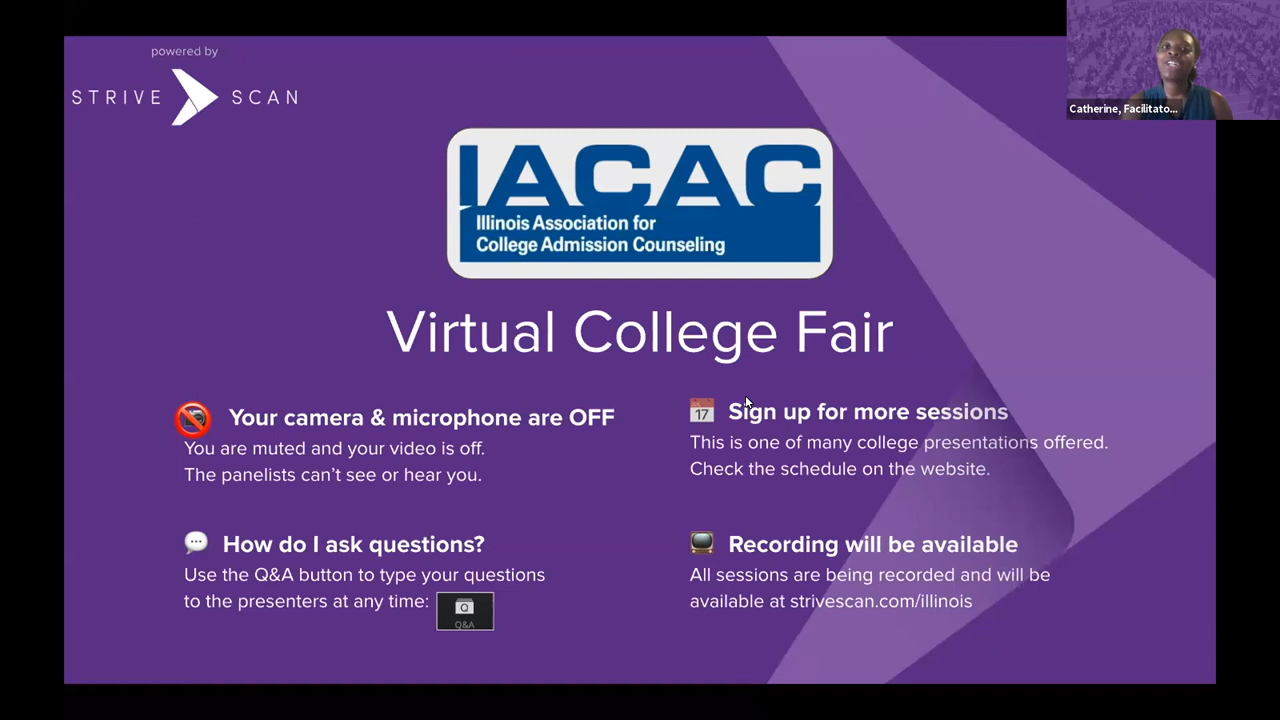 powered by
STRIVE SCAN
Catherine, Facilitato...
IACAC
Illinois Association for
College Admission Counseling
Virtual College Fair
Your camera & microphone are OFF
You are muted and your video is off.
The panelists can't see or hear you.
Sign up for more sessions
This is one of many college presentations offered.
Check the schedule on the website.
17
How do I ask questions?
Use the Q&A button to type your questions
to the presenters at any time:
Q
Q&A
Recording will be available
All sessions are being recorded and will be
available at strivescan.com/illinois